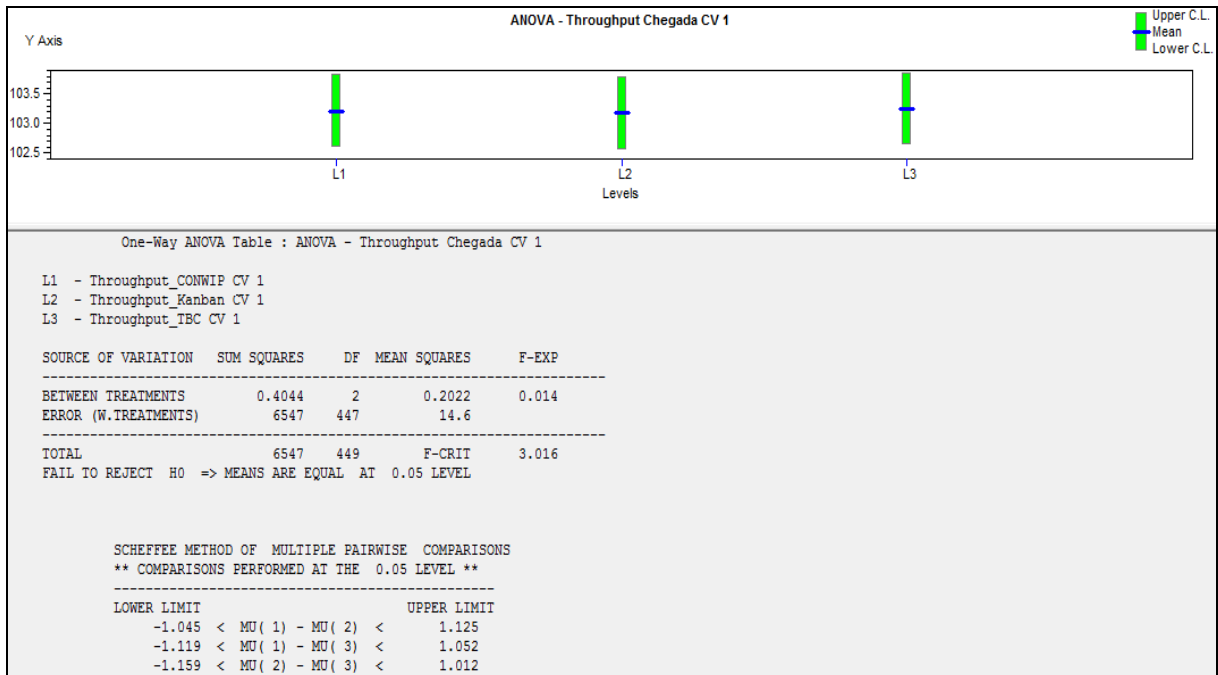 ANOVA - Throughput Chegada CV 1
Upper C.L.
Mean
Lower C.L.
Y Axis
103.5
103.0
102.5
L1 L2 L3
Levels
One-Way ANOVA Table : ANOVA - Throughput Chegada CV 1
L1 - Throughput_CONWIP CV 1
L2 - Throughput_Kanban CV 1
L3 - Throughput_TBC CV 1
SOURCE OF VARIATION SUM SQUARES DF MEAN SQUARES F-EXP
BETWEEN TREATMENTS 0.4044 2 0.2022 0.014
ERROR (W.TREATMENTS) 6547 447 14.6
TOTAL 6547 449 F-CRIT 3.016
FAIL TO REJECT H0 => MEANS ARE EQUAL AT 0.05 LEVEL
SCHEFFEE METHOD OF MULTIPLE PAIRWISE COMPARISONS
** COMPARISONS PERFORMED AT THE 0.05 LEVEL **
LOWER LIMIT UPPER LIMIT
-1.045 < MU( 1) - MU( 2) < 1.125
-1.119 < MU( 1) - MU( 3) < 1.052
-1.159 < MU( 2) - MU( 3) < 1.012